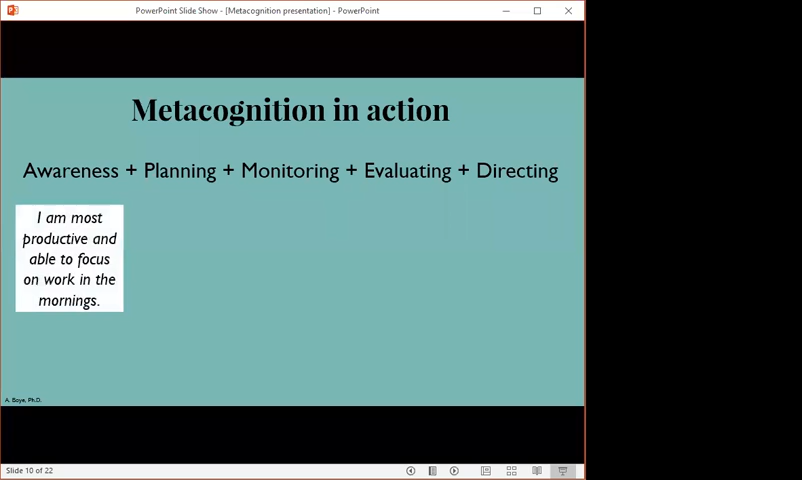 PowerPoint Slide Show - [Metacognition presentation] - PowerPoint
Metacognition in action
Awareness + Planning + Monitoring + Evaluating + Directing
I am most
productive and
able to focus
on work in the
mornings.
A. Boye, Ph.D.
Slide 10 of 22